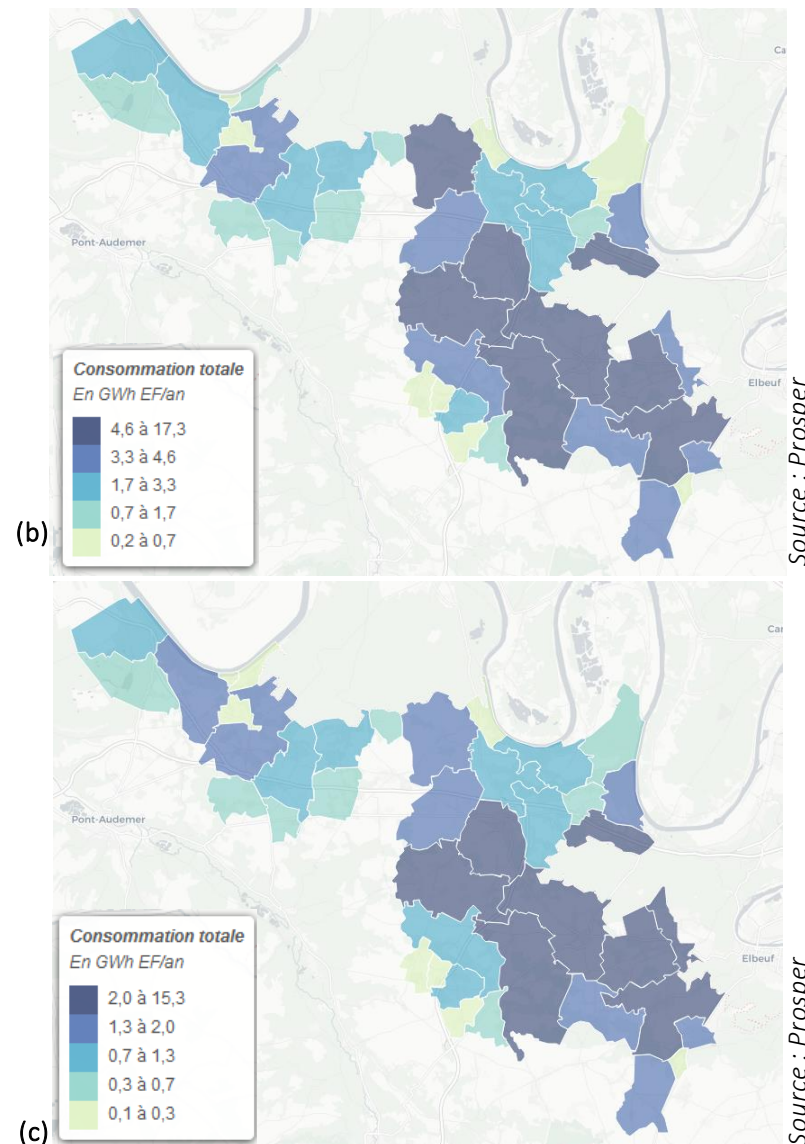 Ca
Pont-Audemer
Consommation totale
En GWh EF/an
4,6 à 17,3
3,3 à 4,6
1,7 à 3,3
0,7 à 1,7
0,2 à 0,7
Elbeuf
(b)
Source : Prosper
Car
Pont-Audemer
Consommation totale
En GWh EF/an
2,0 à 15,3
1,3 à 2,0
0,7 à 1,3
0,3 à 0,7
0,1 à 0,3
Elbeuf
(c)
Source : Prosper